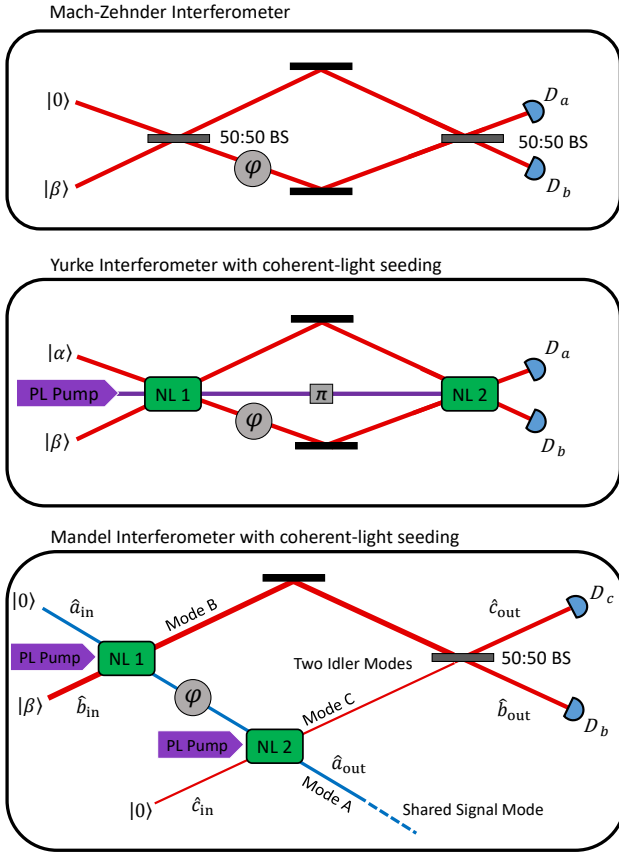 Mach-Zehnder Interferometer
|0⟩
|β⟩
50:50 BS
φ
50:50 BS
D_a
D_b
Yurke Interferometer with coherent-light seeding
|α⟩
PL Pump
|β⟩
NL 1
φ
π
NL 2
D_a
D_b
Mandel Interferometer with coherent-light seeding
|0⟩
â_in
PL Pump
NL 1
|β⟩
b̂_in
Mode B
φ
PL Pump
NL 2
|0⟩
ĉ_in
Mode C
Two Idler Modes
ĉ_out
D_c
50:50 BS
b̂_out
D_b
â_out
Mode A
Shared Signal Mode